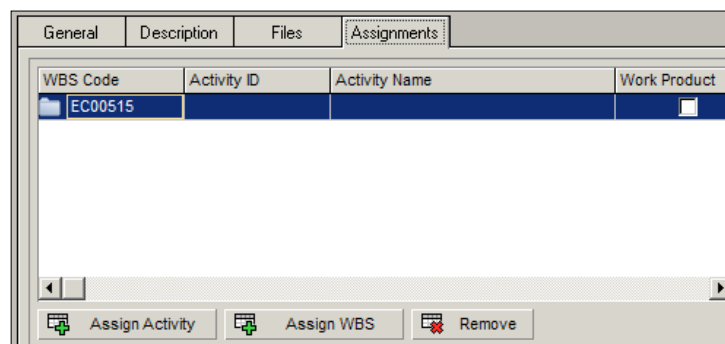 General Description Files Assignments
WBS Code Activity ID Activity Name Work Product
EC00515
Assign Activity Assign WBS Remove